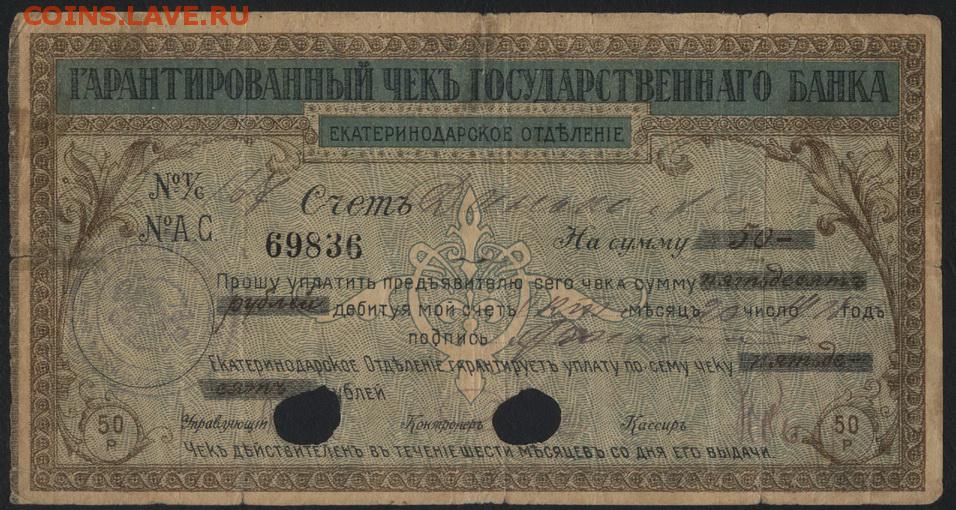 COINS.LAVE.RU
ГАРАНТИРОВАННЫЙ ЧЕКЪ ГОСУДАРСТВЕННАГО БАНКА
ЕКАТЕРИНОДАРСКОЕ ОТДѢЛЕНІЕ
№ Т/С Счетъ
№ А.С. 69836 На сумму 50-
Прошу уплатить предъявителю сего чека сумму пятьдесятъ
рублей дебитуя мой счетъ мѣсяцъ число годъ
подпись
Екатеринодарское Отдѣленіе гарантируетъ уплату по сему чеку пятьде-
сятъ рублей
50 Р Управляющій Контролеръ Кассиръ 50 Р
Чекъ дѣйствителенъ въ теченіе шести мѣсяцевъ со дня его выдачи.